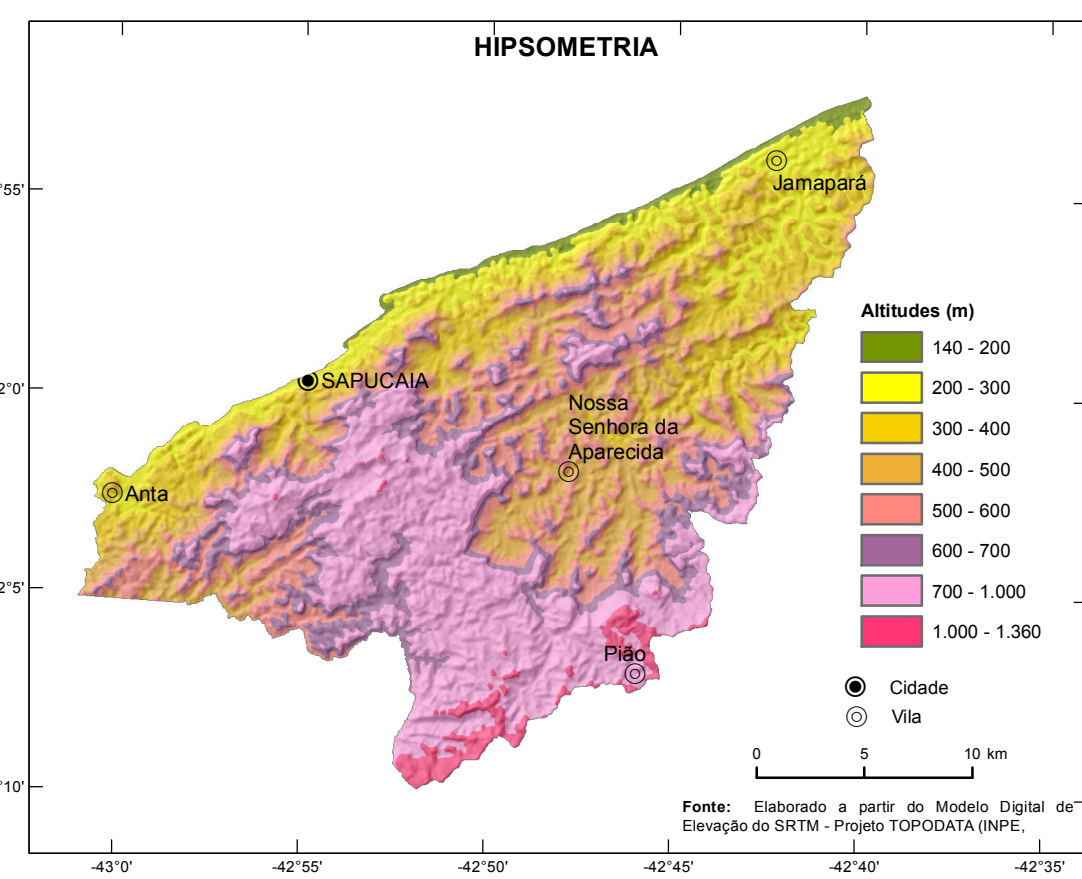 HIPSOMETRIA
°55'
Jamapará
Altitudes (m)
140 - 200
2°0'
SAPUCAIA
200 - 300
Nossa
Senhora da
Aparecida
300 - 400
400 - 500
Anta
500 - 600
600 - 700
2°5'
700 - 1.000
1.000 - 1.360
Pião
Cidade
Vila
0 5 10 km
°10'
Fonte: Elaborado a partir do Modelo Digital de
Elevação do SRTM - Projeto TOPODATA (INPE,
-43°0' -42°55' -42°50' -42°45' -42°40' -42°35'